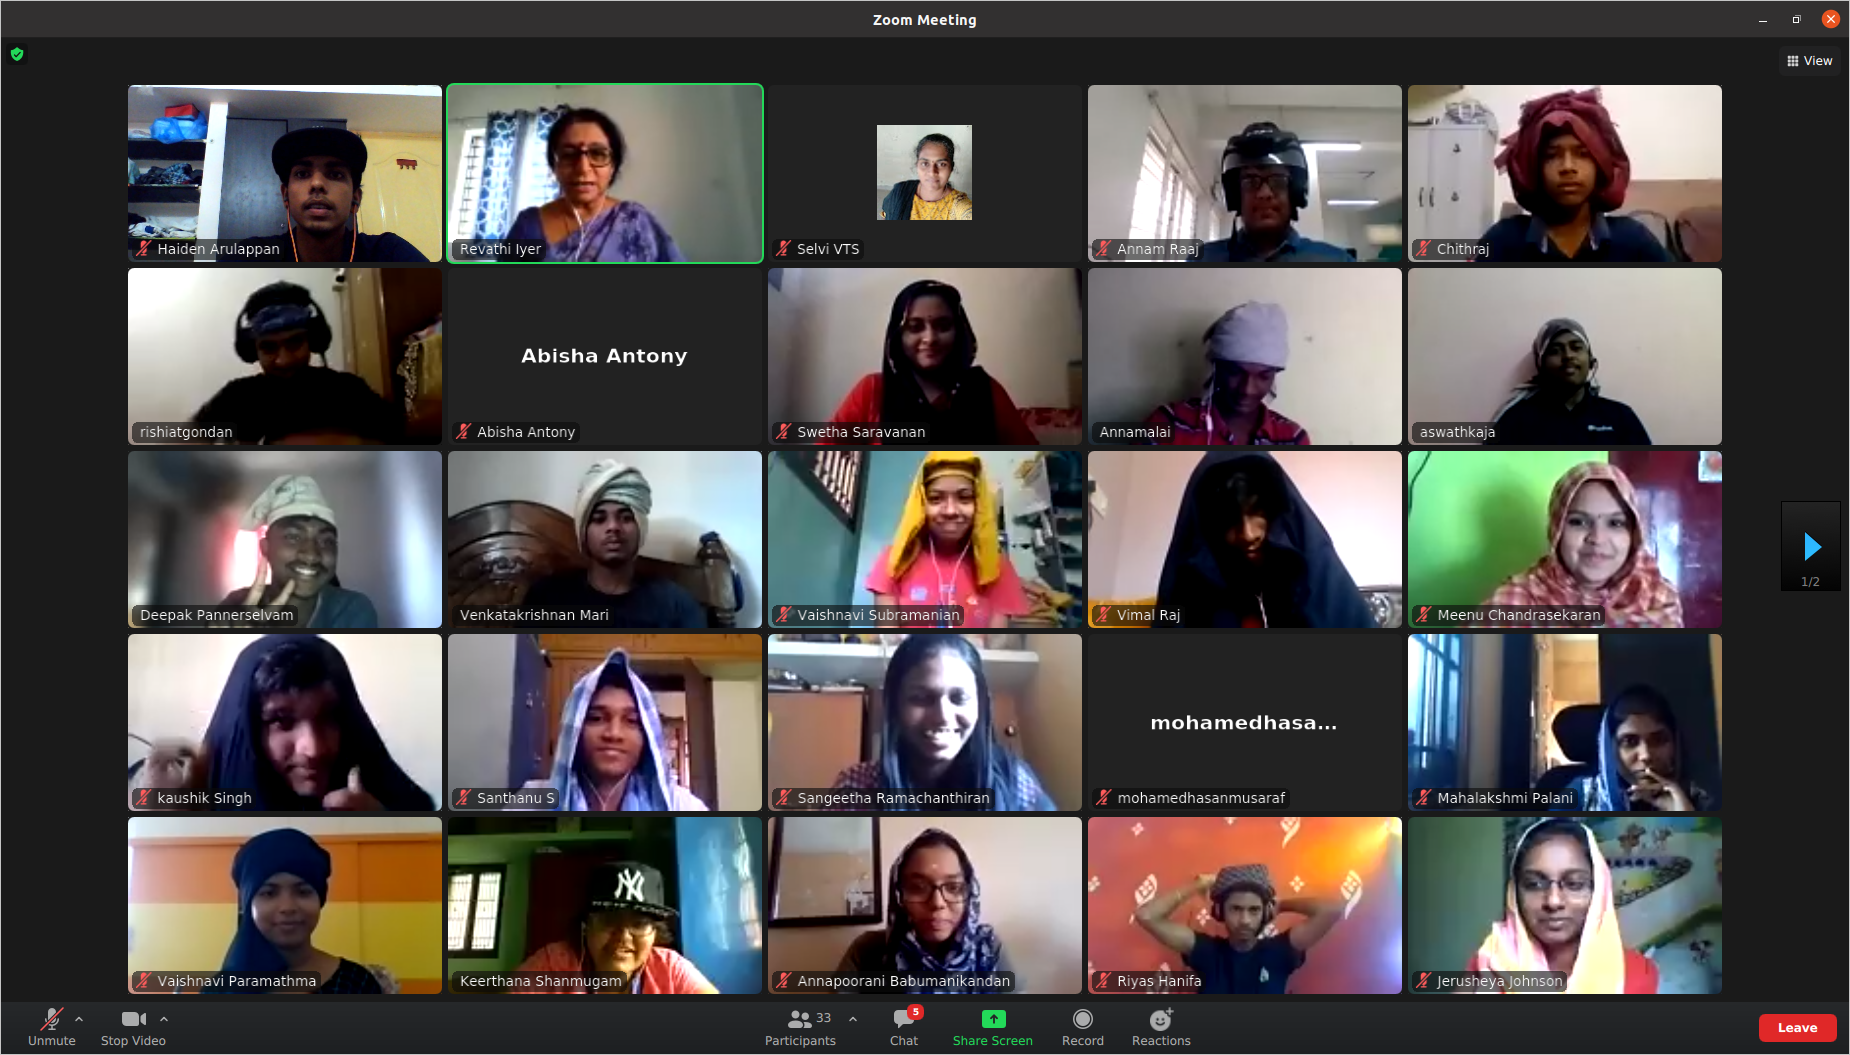 Zoom Meeting
View
Haiden Arulappan
Revathi Iyer
Selvi VTS
Annam Raaj
Chithraj
rishiatgondan
Abisha Antony
Abisha Antony
Swetha Saravanan
Annamalai
aswathkaja
Deepak Pannerselvam
Venkatakrishnan Mari
Vaishnavi Subramanian
Vimal Raj
Meenu Chandrasekaran
1/2
kaushik Singh
Santhanu S
Sangeetha Ramachanthiran
mohamedhasa...
mohamedhasanmusaraf
Mahalakshmi Palani
Vaishnavi Paramathma
NY
NEW YORK
Keerthana Shanmugam
Annapoorani Babumanikandan
Riyas Hanifa
Jerusheya Johnson
Unmute
Stop Video
33
Participants
5
Chat
Share Screen
Record
Reactions
Leave